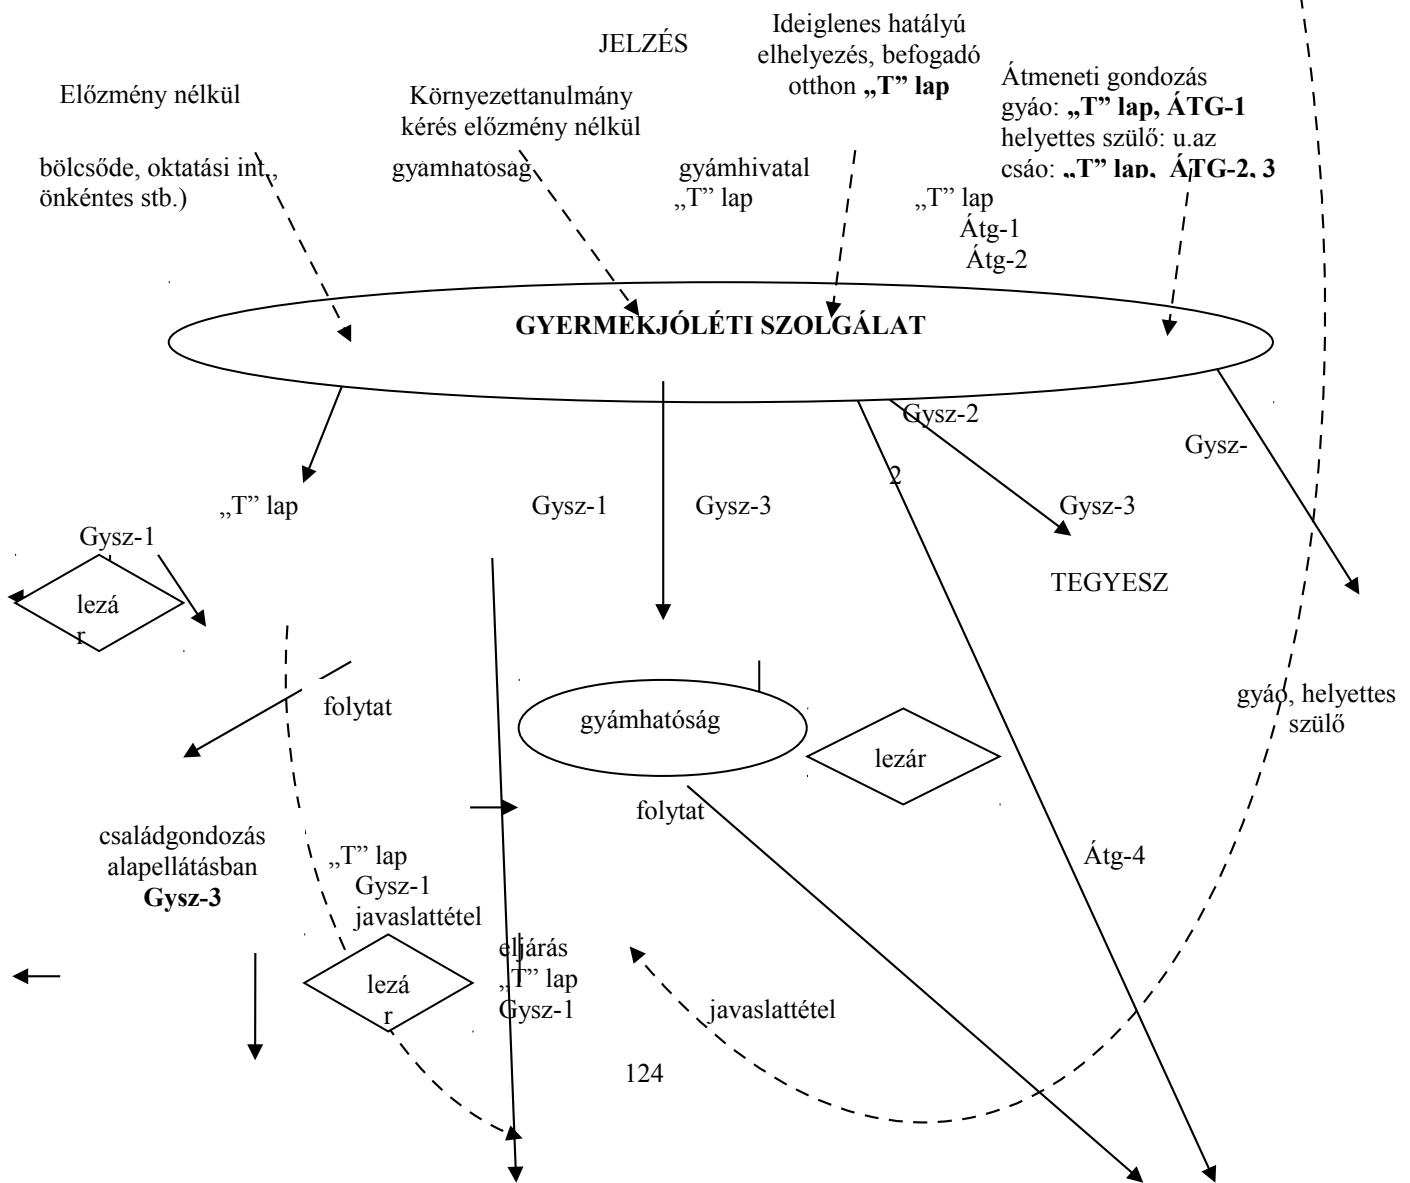 JELZÉS
Ideiglenes hatályú
elhelyezés, befogadó
otthon „T” lap
Előzmény nélkül
Környezettanulmány
kérés előzmény nélkül
Átmeneti gondozás
gyáo: „T” lap, ÁTG-1
helyettes szülő: u.az
csáo: „T” lap, ÁTG-2, 3
bölcsőde, oktatási int.,
önkéntes stb.)
gyámhatóság
gyámhivatal
„T” lap
„T” lap
Átg-1
Átg-2
GYERMEKJÓLÉTI SZOLGÁLAT
Gysz-2
Gysz-
2
„T” lap
Gysz-1
Gysz-3
Gysz-3
Gysz-1
TEGYESZ
lezá
r
folytat
gyámhatóság
gyáo, helyettes
szülő
lezár
folytat
családgondozás
alapellátásban
Gysz-3
„T” lap
Gysz-1
javaslattétel
Átg-4
eljárás
„T” lap
Gysz-1
lezá
r
javaslattétel
124